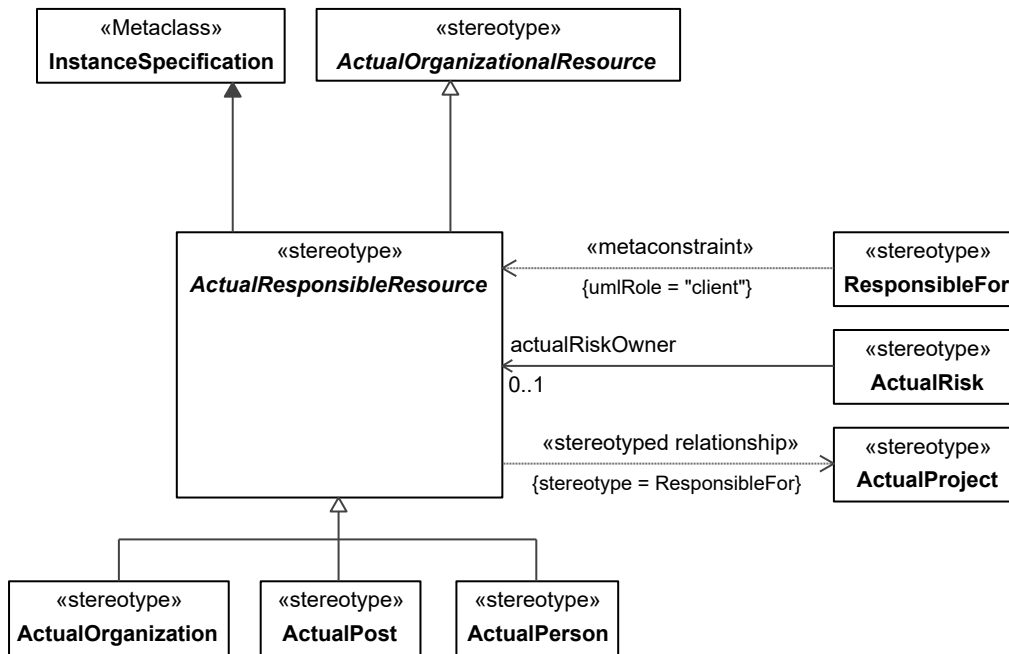 «Metaclass»
InstanceSpecification
«stereotype»
ActualOrganizationalResource
«stereotype»
ActualResponsibleResource
«metaconstraint»
{umlRole = "client"}
«stereotype»
ResponsibleFor
actualRiskOwner
0..1
«stereotype»
ActualRisk
«stereotyped relationship»
{stereotype = ResponsibleFor}
«stereotype»
ActualProject
«stereotype»
ActualOrganization
«stereotype»
ActualPost
«stereotype»
ActualPerson